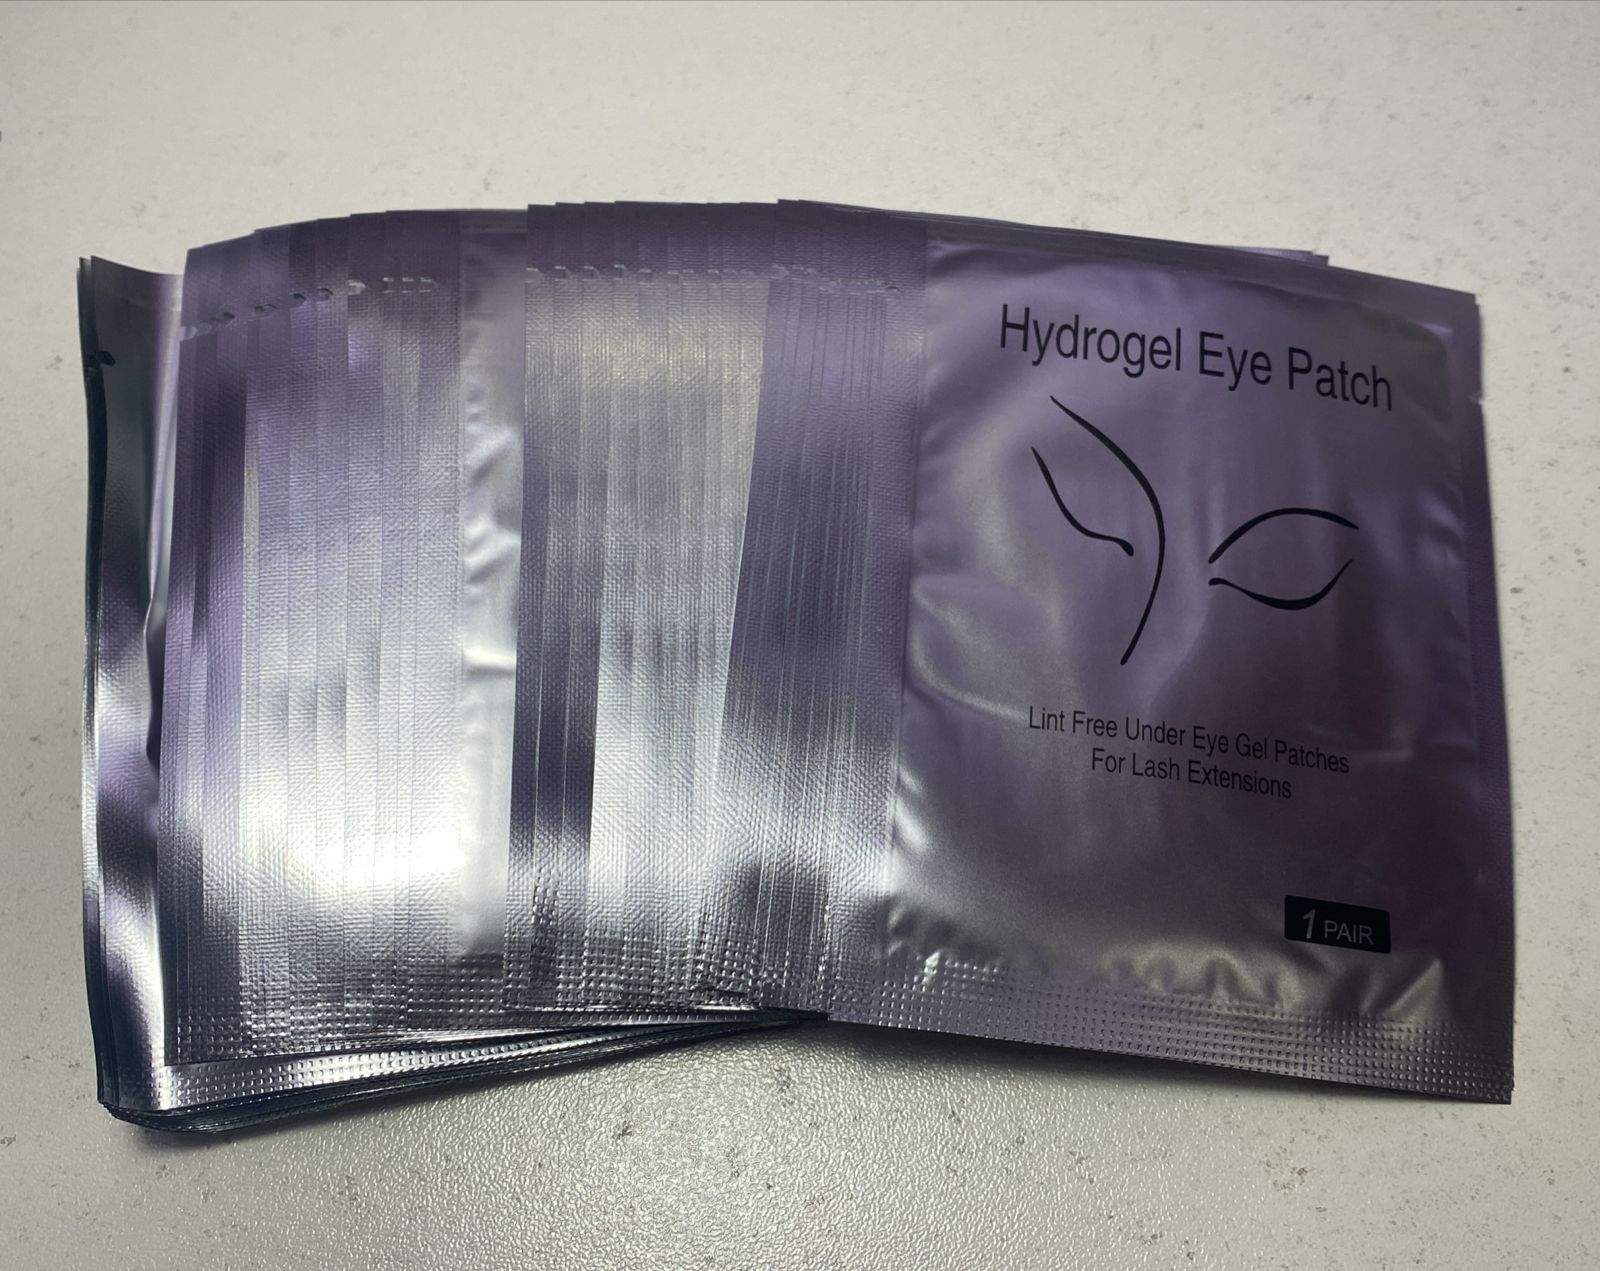 Hydrogel Eye Patch
Lint Free Under Eye Gel Patches
For Lash Extensions
1 PAIR